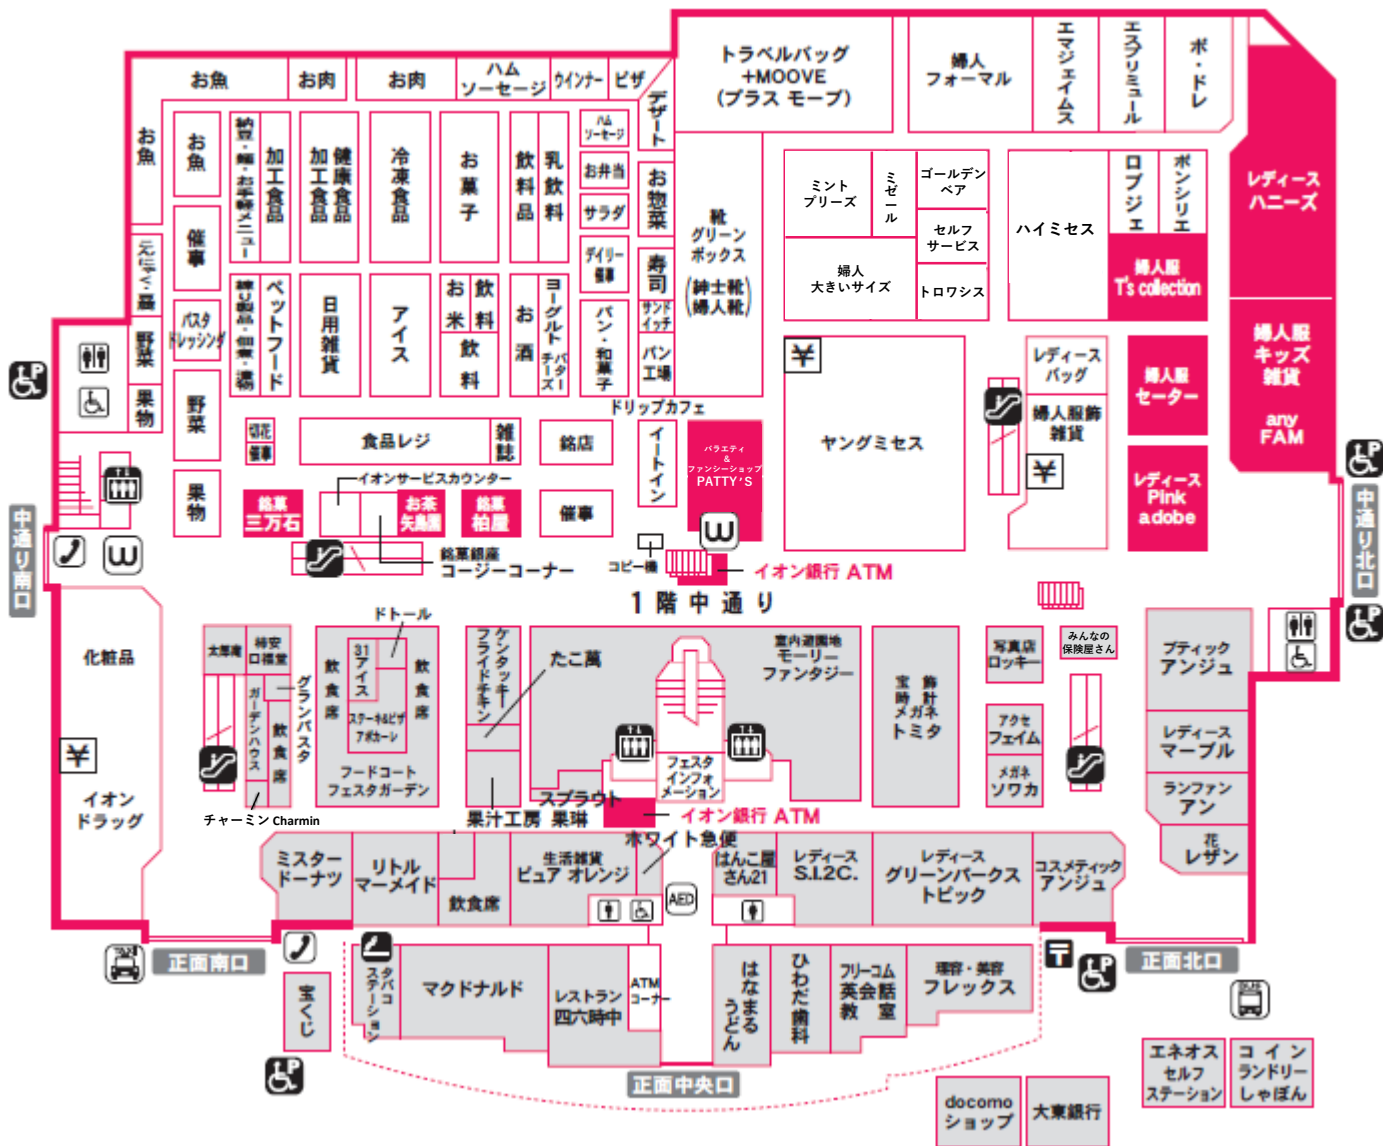 お魚
お肉
お肉
ハム
ソーセージ
ウインナー
ピザ
デザート
トラベルバッグ
+MOOVE
(プラス モーブ)
婦人
フォーマル
エマジェイムス
エスプリミュール
ボ・ドレ
レディース
ハニーズ
お魚
お魚
納豆・麺・お手軽メニュー
加工食品
健康食品
加工食品
冷凍食品
お菓子
飲料品
乳飲料
ハム
ソーセージ
お弁当
サラダ
デイリー
催事
お惣菜
寿司
サンド
イッチ
靴
グリーン
ボックス
(紳士靴
婦人靴)
ミント
ブリーズ
ミゼール
ゴールデン
ベア
セルフ
サービス
トロワシス
婦人
大きいサイズ
ハイミセス
ロブジェ
ボンシリエ
婦人服
T's collection
催事
野菜
果物
パスタ
ドレッシング
練り製品・佃煮・漬物
ペットフード
日用雑貨
アイス
お米
飲料
飲料
お酒
ヨーグルト
チーズ
バター
パン・和菓子
パン
工場
ドリップカフェ
ヤングミセス
レディース
バッグ
婦人服飾
雑貨
婦人服
セーター
婦人服
キッズ
雑貨
any
FAM
野菜
果物
切花
催事
食品レジ
雑誌
銘店
イートイン
バラエティ
&
ファンシーショップ
PATTY'S
レディース
Pink
adobe
イオンサービスカウンター
銘菓
三万石
お茶
矢島園
銘菓
柏屋
催事
銘菓銀座
コージーコーナー
コピー機
イオン銀行 ATM
中通り南口
中通り北口
1階中通り
化粧品
イオン
ドラッグ
太郎庵
柿安
口福堂
ガーデンハウス
飲食席
グランパスタ
チャーミン Charmin
ドトール
飲食席
31
アイス
飲食席
ステーキ&ピザ
アボカーレ
フードコート
フェスタガーデン
ケンタッキー
フライドチキン
たこ萬
果汁工房 果琳
室内遊園地
モーリー
ファンタジー
フェスタ
インフォ
メーション
スプラウト
イオン銀行 ATM
宝飾
時計
メガネ
トミタ
写真店
ロッキー
みんなの
保険屋さん
アクセ
フェイム
メガネ
ソワカ
ブティック
アンジュ
レディース
マーブル
ランファン
アン
花
レザン
ミスター
ドーナツ
リトル
マーメイド
飲食席
生活雑貨
ピュア オレンジ
ホワイト急便
AED
はんこ屋
さん21
レディース
S.I.2C.
レディース
グリーンパークス
トピック
コスメティック
アンジュ
TAXI
正面南口
宝くじ
タバコ
ステーション
マクドナルド
レストラン
四六時中
ATM
コーナー
はなまる
うどん
ひわだ歯科
フリーコム
英会話
教室
理容・美容
フレックス
正面北口
BUS
正面中央口
docomo
ショップ
大東銀行
エネオス
セルフ
ステーション
コイン
ランドリー
しゃぼん